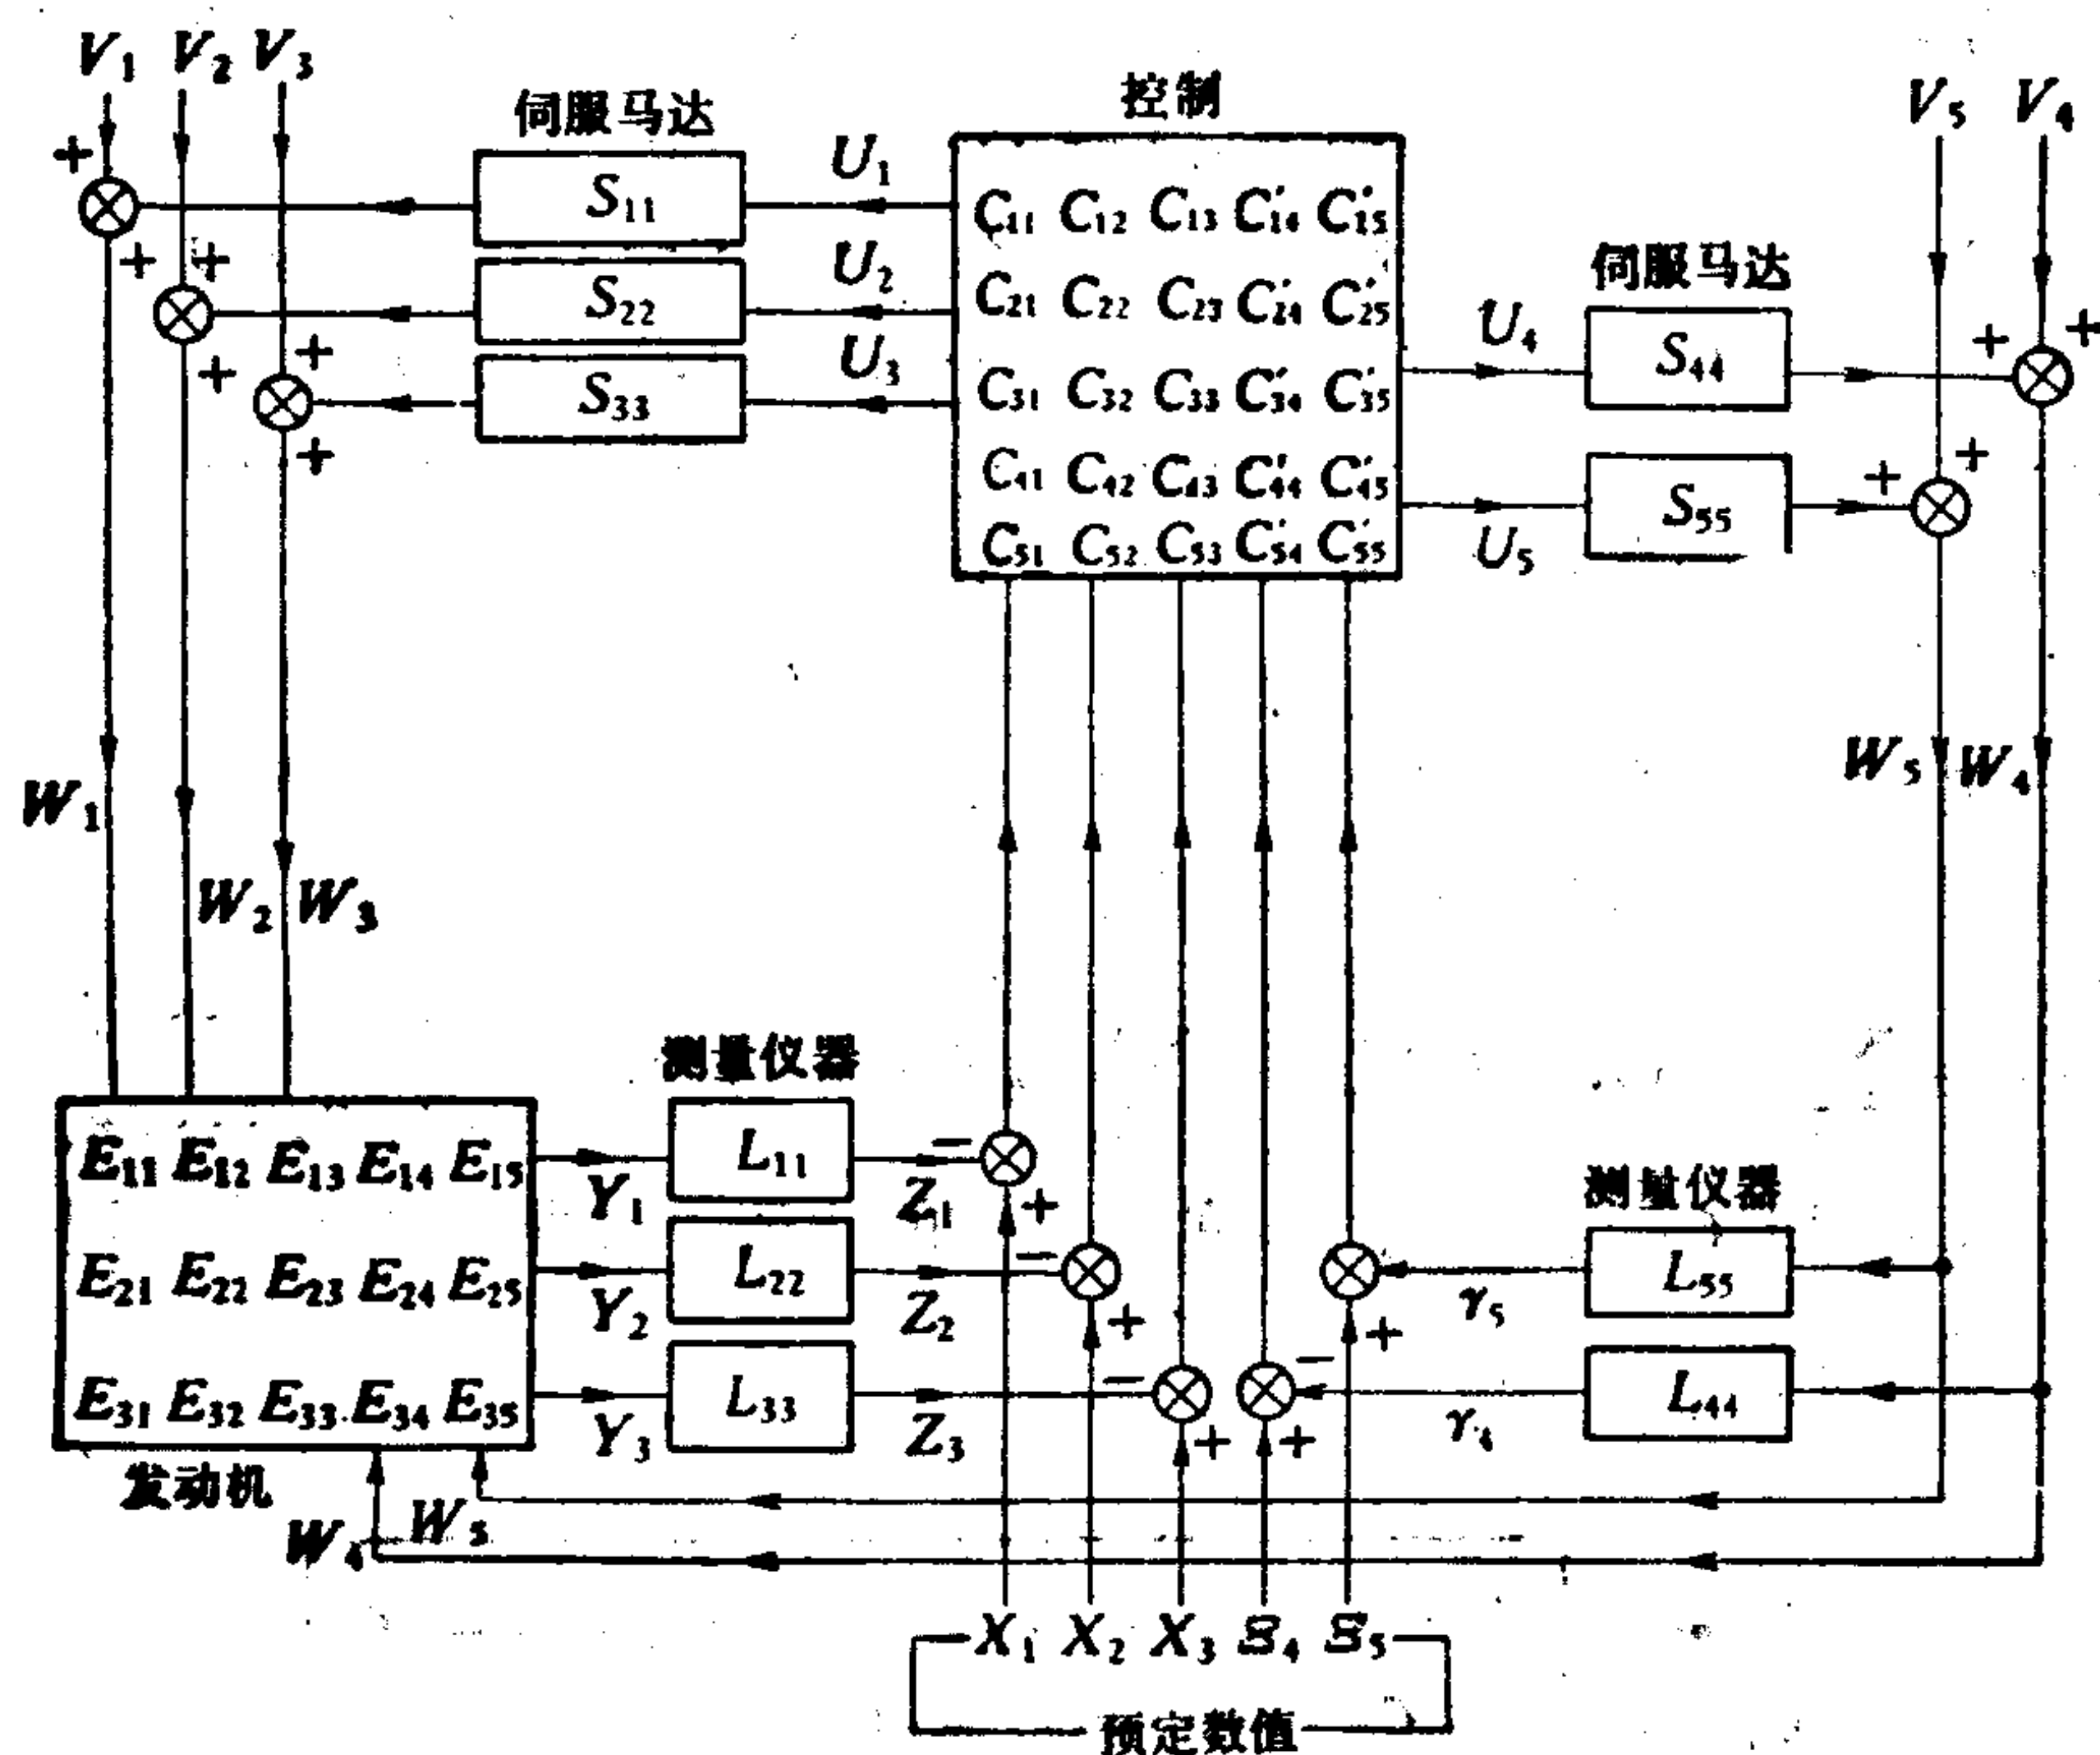 V₁ V₂ V₃
伺服马达
控制
V₅ V₄
S₁₁
S₂₂
S₃₃
U₁
U₂
U₃
C₁₁ C₁₂ C₁₃ C′₁₄ C′₁₅
C₂₁ C₂₂ C₂₃ C′₂₄ C′₂₅
C₃₁ C₃₂ C₃₃ C′₃₄ C′₃₅
C₄₁ C₄₂ C₄₃ C′₄₄ C′₄₅
C₅₁ C₅₂ C₅₃ C′₅₄ C′₅₅
伺服马达
U₄
S₄₄
U₅
S₅₅
W₁
W₂ W₃
W₅ W₄
测量仪器
E₁₁ E₁₂ E₁₃ E₁₄ E₁₅
E₂₁ E₂₂ E₂₃ E₂₄ E₂₅
E₃₁ E₃₂ E₃₃ E₃₄ E₃₅
发动机
Y₁
L₁₁
Z₁
Y₂
L₂₂
Z₂
Y₃
L₃₃
Z₃
测量仪器
L₅₅
γ₅
L₄₄
γ₄
W₄ W₅
X₁ X₂ X₃ Ξ₄ Ξ₅
预定数值